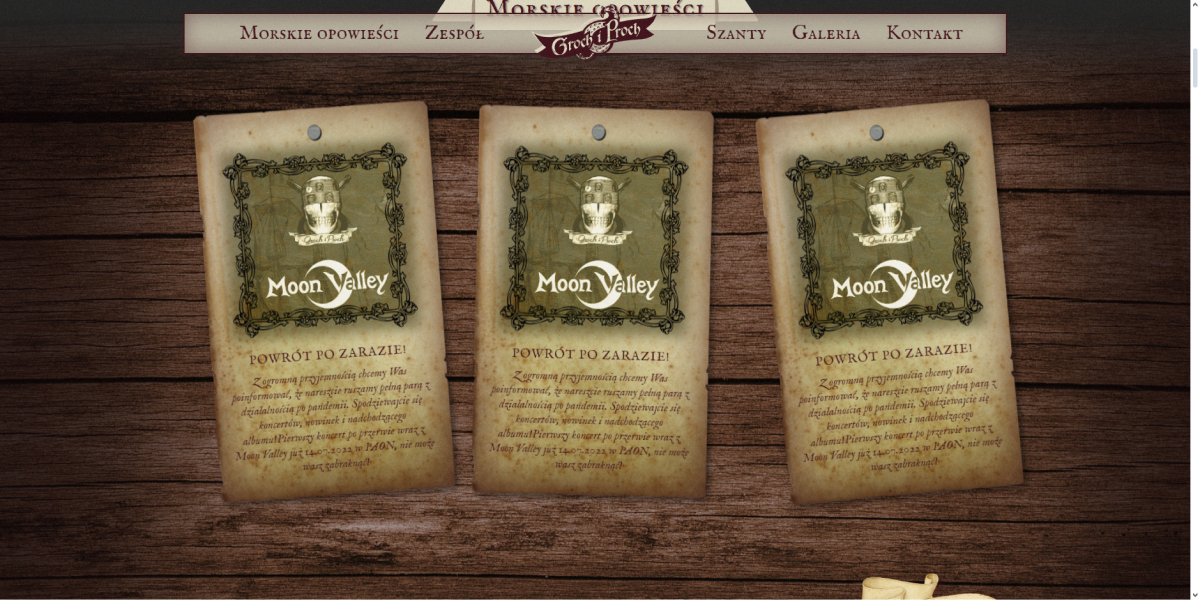 Morskie opowieści
Morskie opowieści Zespół Groch i Proch Szanty Galeria Kontakt
Groch i Proch
Moon Valley
POWRÓT PO ZARAZIE!
Z ogromną przyjemnością chcemy Was
poinformować, że nareszcie ruszamy pełną parą z
działalnością po pandemii. Spodziewajcie się
koncertów, nowinek i nadchodzącego
albumu!Pierwszy koncert po przerwie wraz z
Moon Valley już 14.07.2022 w PAON, nie może
was zabraknąć!
Groch i Proch
Moon Valley
POWRÓT PO ZARAZIE!
Z ogromną przyjemnością chcemy Was
poinformować, że nareszcie ruszamy pełną parą z
działalnością po pandemii. Spodziewajcie się
koncertów, nowinek i nadchodzącego
albumu!Pierwszy koncert po przerwie wraz z
Moon Valley już 14.07.2022 w PAON, nie może
was zabraknąć!
Groch i Proch
Moon Valley
POWRÓT PO ZARAZIE!
Z ogromną przyjemnością chcemy Was
poinformować, że nareszcie ruszamy pełną parą z
działalnością po pandemii. Spodziewajcie się
koncertów, nowinek i nadchodzącego
albumu!Pierwszy koncert po przerwie wraz z
Moon Valley już 14.07.2022 w PAON, nie może
was zabraknąć!